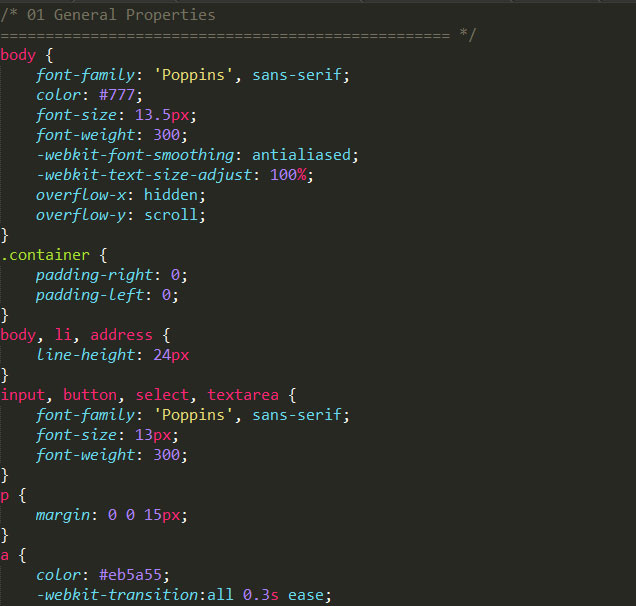 /* 01 General Properties
================================================== */
body {
    font-family: 'Poppins', sans-serif;
    color: #777;
    font-size: 13.5px;
    font-weight: 300;
    -webkit-font-smoothing: antialiased;
    -webkit-text-size-adjust: 100%;
    overflow-x: hidden;
    overflow-y: scroll;
}
.container {
    padding-right: 0;
    padding-left: 0;
}
body, li, address {
    line-height: 24px
}
input, button, select, textarea {
    font-family: 'Poppins', sans-serif;
    font-size: 13px;
    font-weight: 300;
}
p {
    margin: 0 0 15px;
}
a {
    color: #eb5a55;
    -webkit-transition:all 0.3s ease;